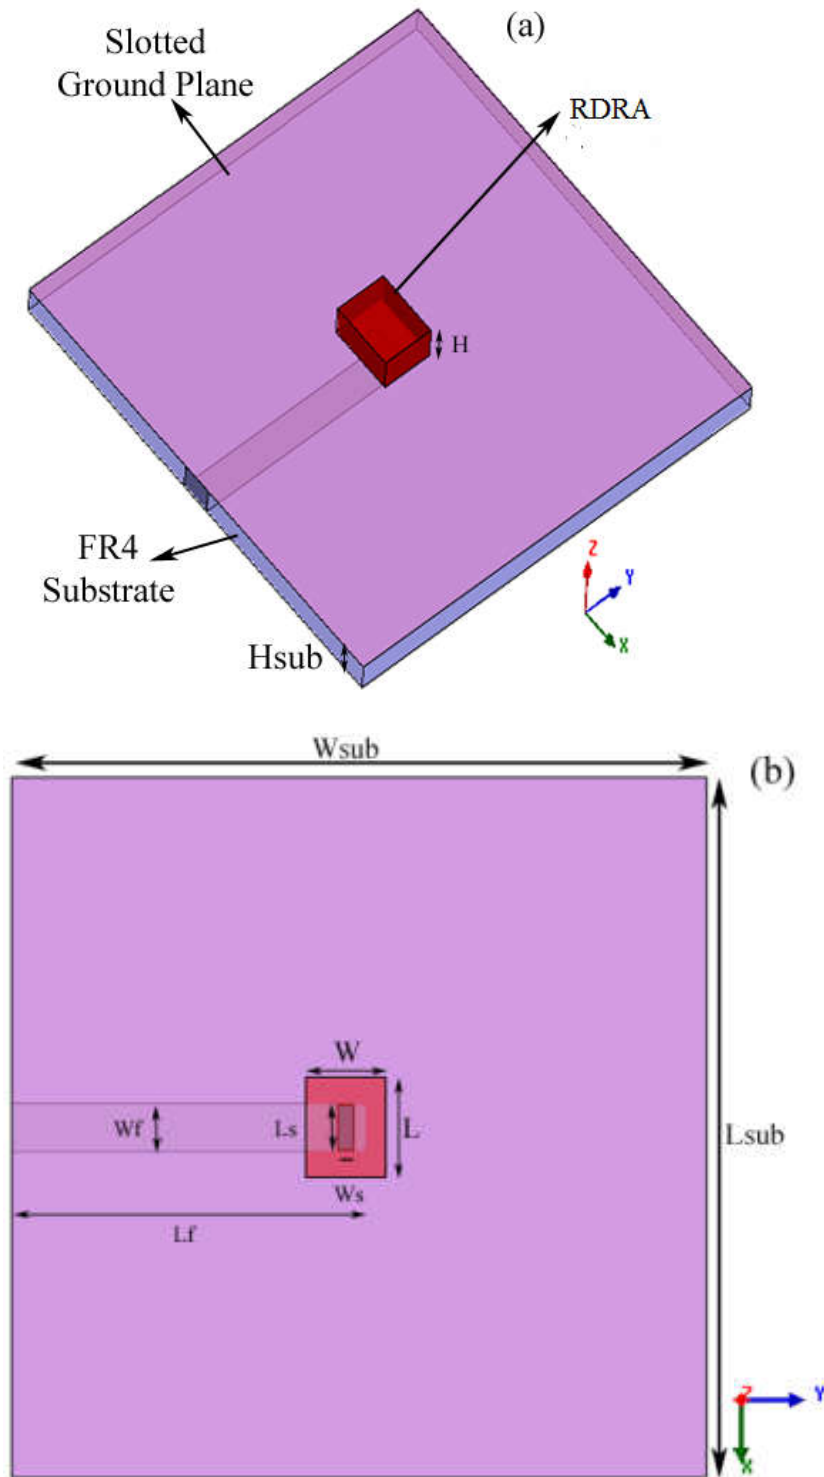 (a)
Slotted
Ground Plane
RDRA
H
FR4
Substrate
Hsub
Z
Y
X
Wsub
(b)
W
Wf
Ls
L
Lsub
Ws
Lf
Z
Y
X